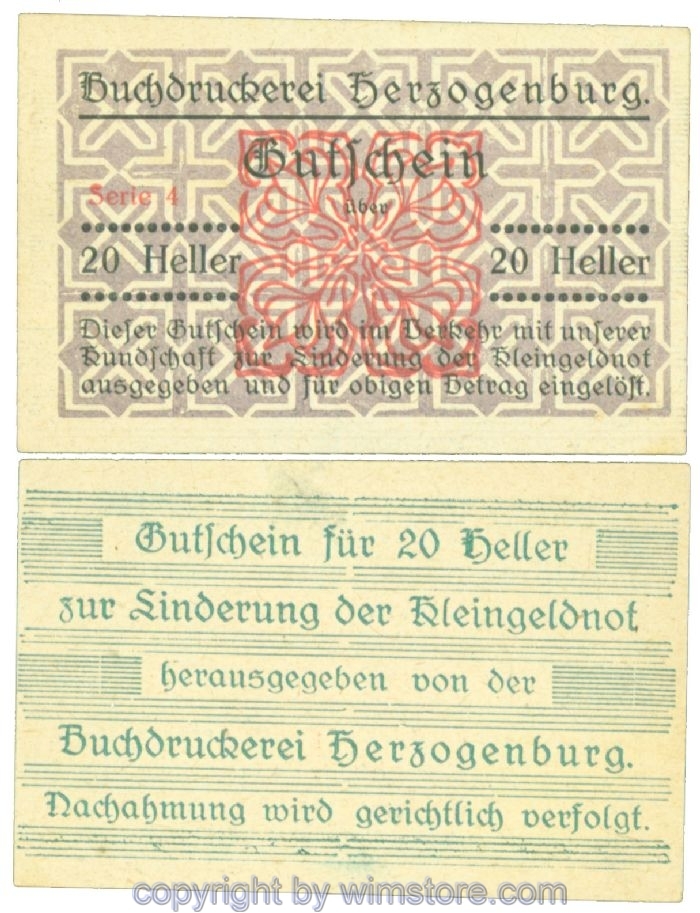 Buchdruckerei Herzogenburg.
Gutschein
Serie 4
über
20 Heller 20 Heller
Dieser Gutschein wird im Verkehr mit unserer
Kundschaft zur Linderung der Kleingeldnot
ausgegeben und für obigen Betrag eingelöst.
Gutschein für 20 Heller
zur Linderung der Kleingeldnot
herausgegeben von der
Buchdruckerei Herzogenburg.
Nachahmung wird gerichtlich verfolgt.
copyright by wimstore.com